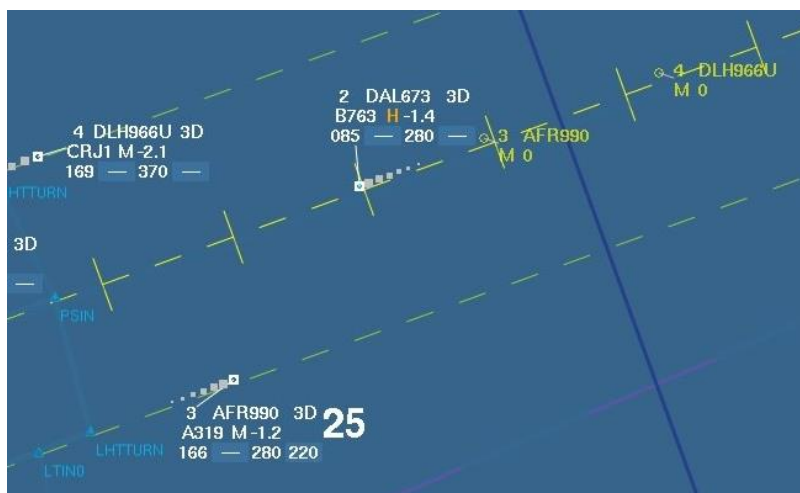 4 DLH966U
M 0
2 DAL673 3D
B763 H -1.4
085 — 280 —
3 AFR990
M 0
4 DLH966U 3D
CRJ1 M -2.1
169 — 370 —
HTTURN
3D
—
PSIN
3 AFR990 3D 25
A319 M -1.2
166 — 280 220
LHTTURN
LTIN0